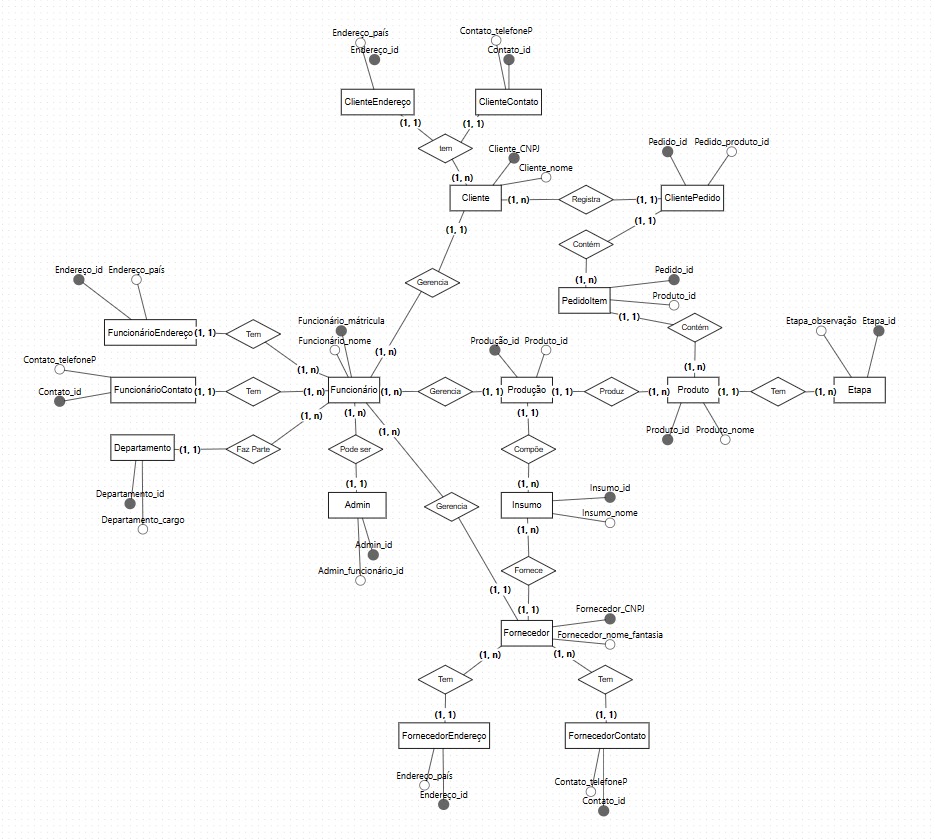 Endereço_país
Endereço_id
Contato_telefoneP
Contato_id
ClienteEndereço
ClienteContato
(1, 1)
(1, 1)
tem
(1, n)
Cliente_CNPJ
Cliente_nome
Pedido_id
Pedido_produto_id
Cliente
(1, n)
Registra
(1, 1)
ClientePedido
(1, 1)
(1, 1)
Contém
(1, n)
Gerencia
Endereço_id
Endereço_país
Pedido_id
PedidoItem
Produto_id
(1, 1)
Contém
Etapa_observação
Etapa_id
FuncionárioEndereço
(1, 1)
Tem
Funcionário_mátricula
Funcionário_nome
(1, n)
Produção_id
Produto_id
Contato_telefoneP
(1, n)
(1, n)
Contato_id
FuncionárioContato
(1, 1)
Tem
(1, n)
Funcionário
(1, n)
Gerencia
(1, 1)
Produção
(1, 1)
Produz
(1, n)
Produto
(1, 1)
Tem
(1, n)
Etapa
(1, n)
(1, n)
(1, n)
(1, 1)
Produto_id
Produto_nome
Departamento
(1, 1)
Faz Parte
Pode ser
Compõe
Departamento_id
Departamento_cargo
(1, 1)
(1, n)
Admin
Gerencia
Insumo
Insumo_id
Insumo_nome
(1, n)
Admin_id
Admin_funcionário_id
Fornece
(1, 1)
(1, 1)
Fornecedor_CNPJ
Fornecedor
Fornecedor_nome_fantasia
(1, n)
(1, n)
Tem
Tem
(1, 1)
(1, 1)
FornecedorEndereço
FornecedorContato
Endereço_país
Endereço_id
Contato_telefoneP
Contato_id